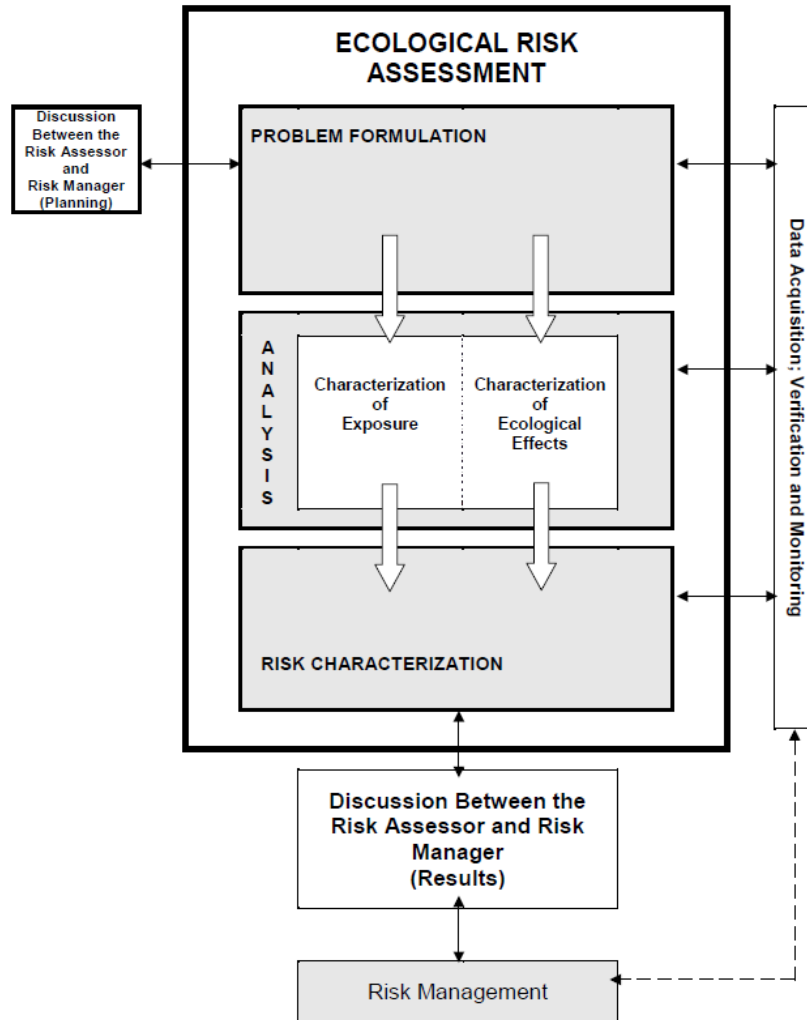 ECOLOGICAL RISK
ASSESSMENT
Discussion
Between the
Risk Assessor
and
Risk Manager
(Planning)
PROBLEM FORMULATION
ANALYSIS
Characterization
of
Exposure
Characterization
of
Ecological
Effects
RISK CHARACTERIZATION
Data Acquisition; Verification and Monitoring
Discussion Between the
Risk Assessor and Risk
Manager
(Results)
Risk Management